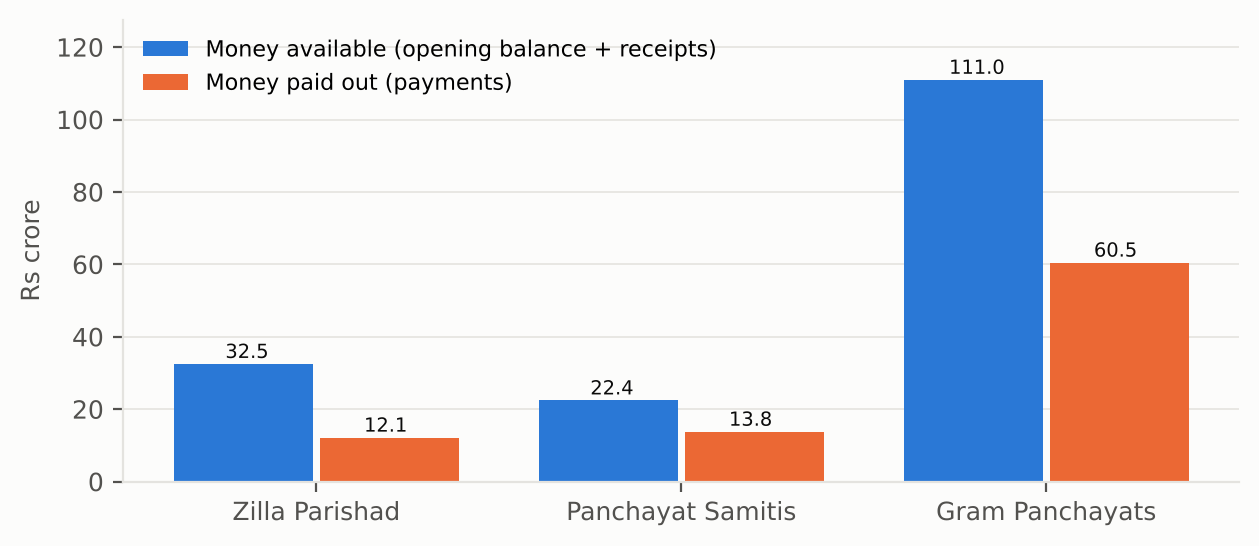 Money available (opening balance + receipts)
Money paid out (payments)
Rs crore
120
100
80
60
40
20
0
32.5
12.1
22.4
13.8
111.0
60.5
Zilla Parishad
Panchayat Samitis
Gram Panchayats